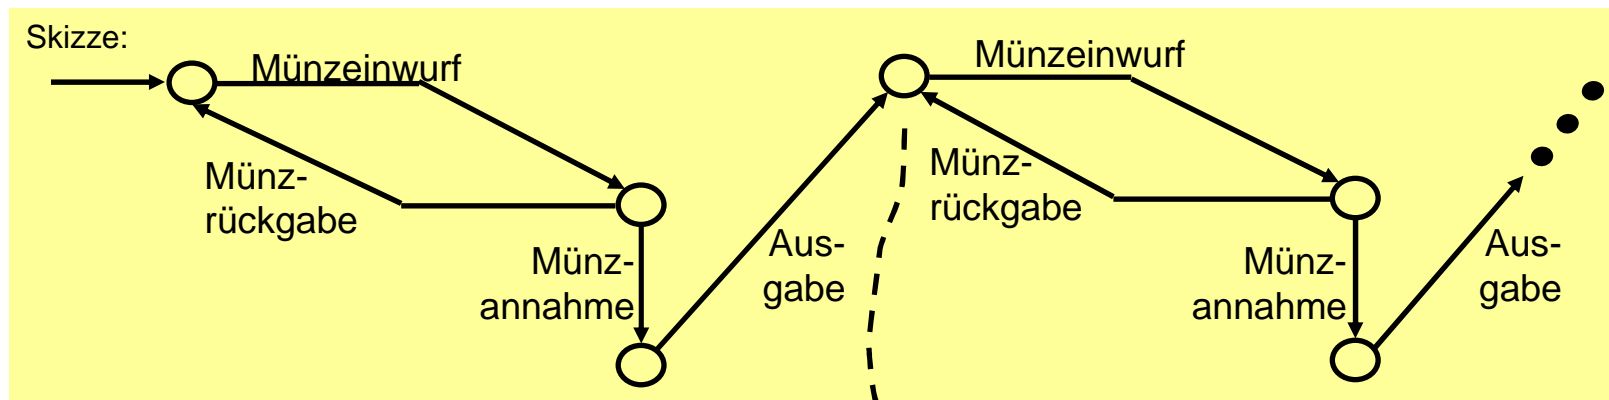 Skizze:
Münzeinwurf
Münz-
rückgabe
Münz-
annahme
Aus-
gabe
Münzeinwurf
Münz-
rückgabe
Münz-
annahme
Aus-
gabe